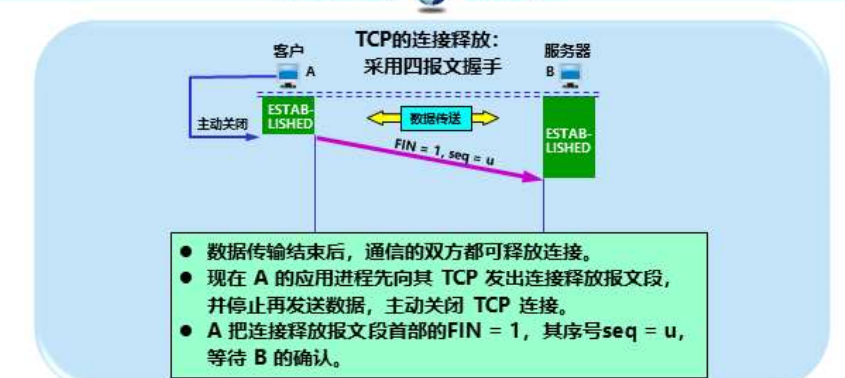 TCP的连接释放:
采用四报文握手
客户
A
服务器
B
主动关闭
ESTAB-
LISHED
数据传送
ESTAB-
LISHED
FIN = 1, seq = u
● 数据传输结束后，通信的双方都可释放连接。
● 现在 A 的应用进程先向其 TCP 发出连接释放报文段，
并停止再发送数据，主动关闭 TCP 连接。
● A 把连接释放报文段首部的FIN = 1，其序号seq = u，
等待 B 的确认。